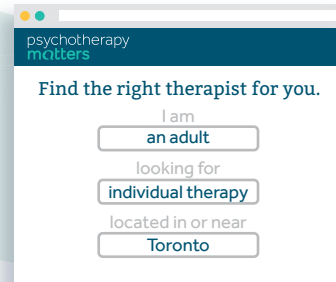 psychotherapy
matters
Find the right therapist for you.
I am
an adult
looking for
individual therapy
located in or near
Toronto